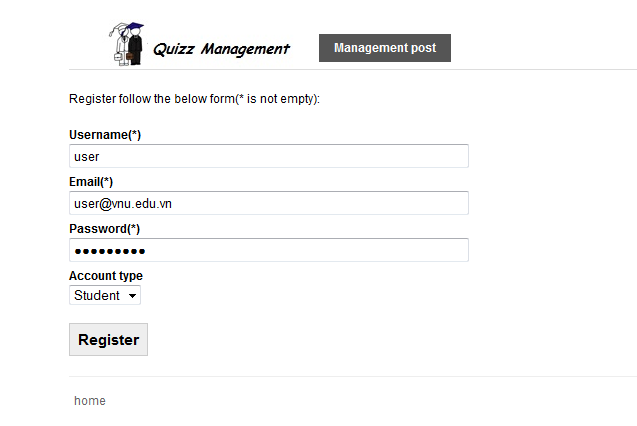 Quizz Management
Management post
Register follow the below form(* is not empty):
Username(*)
user
Email(*)
user@vnu.edu.vn
Password(*)
●●●●●●●●●
Account type
Student
Register
home